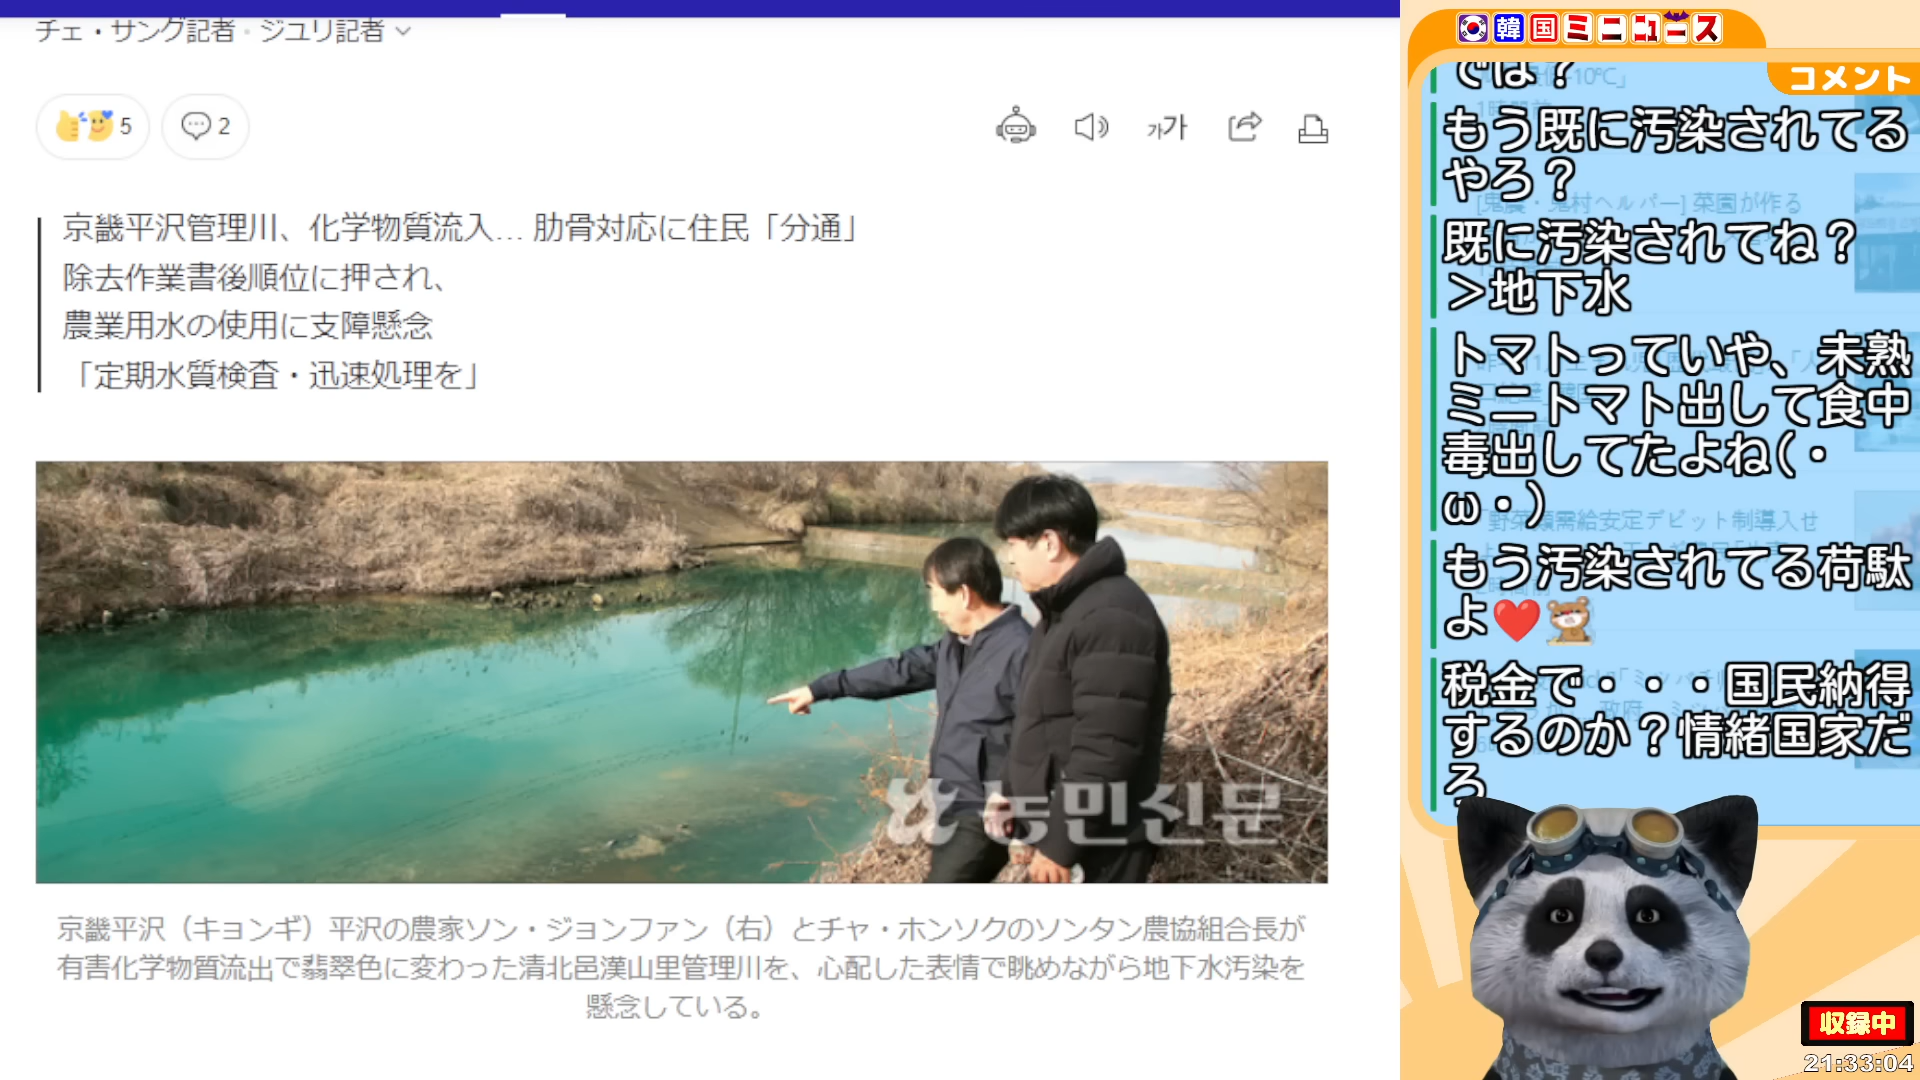 チェ・サング記者・ジユリ記者
5
2
가가
京畿平沢管理川、化学物質流入... 肋骨対応に住民「分通」
除去作業書後順位に押され、
農業用水の使用に支障懸念
「定期水質検査・迅速処理を」
농민신문
京畿平沢（キョンギ）平沢の農家ソン・ジョンファン（右）とチャ・ホンソクのソンタン農協組合長が
有害化学物質流出で翡翠色に変わった清北邑漢山里管理川を、心配した表情で眺めながら地下水汚染を
懸念している。
韓国ミニニュース
コメント
では？
もう既に汚染されてる
やろ？
既に汚染されてね？
＞地下水
トマトっていや、未熟
ミニトマト出して食中
毒出してたよね(・
ω・)
もう汚染されてる荷駄
よ❤️
税金で・・・国民納得
するのか？情緒国家だ
ろ
収録中
21:33:04